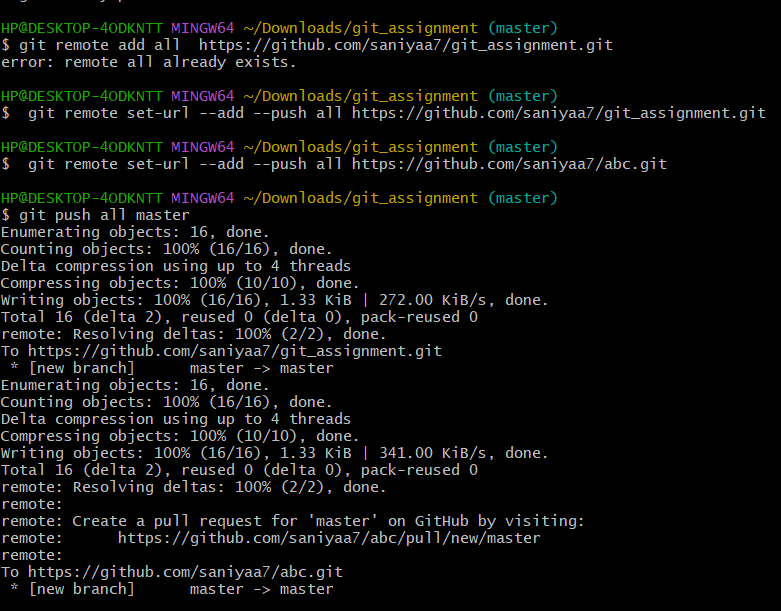 HP@DESKTOP-4ODKNTT MINGW64 ~/Downloads/git_assignment (master)
$ git remote add all  https://github.com/saniyaa7/git_assignment.git
error: remote all already exists.
HP@DESKTOP-4ODKNTT MINGW64 ~/Downloads/git_assignment (master)
$  git remote set-url --add --push all https://github.com/saniyaa7/git_assignment.git
HP@DESKTOP-4ODKNTT MINGW64 ~/Downloads/git_assignment (master)
$  git remote set-url --add --push all https://github.com/saniyaa7/abc.git
HP@DESKTOP-4ODKNTT MINGW64 ~/Downloads/git_assignment (master)
$ git push all master
Enumerating objects: 16, done.
Counting objects: 100% (16/16), done.
Delta compression using up to 4 threads
Compressing objects: 100% (10/10), done.
Writing objects: 100% (16/16), 1.33 KiB | 272.00 KiB/s, done.
Total 16 (delta 2), reused 0 (delta 0), pack-reused 0
remote: Resolving deltas: 100% (2/2), done.
To https://github.com/saniyaa7/git_assignment.git
 * [new branch]      master -> master
Enumerating objects: 16, done.
Counting objects: 100% (16/16), done.
Delta compression using up to 4 threads
Compressing objects: 100% (10/10), done.
Writing objects: 100% (16/16), 1.33 KiB | 341.00 KiB/s, done.
Total 16 (delta 2), reused 0 (delta 0), pack-reused 0
remote: Resolving deltas: 100% (2/2), done.
remote:
remote: Create a pull request for 'master' on GitHub by visiting:
remote:      https://github.com/saniyaa7/abc/pull/new/master
remote:
To https://github.com/saniyaa7/abc.git
 * [new branch]      master -> master